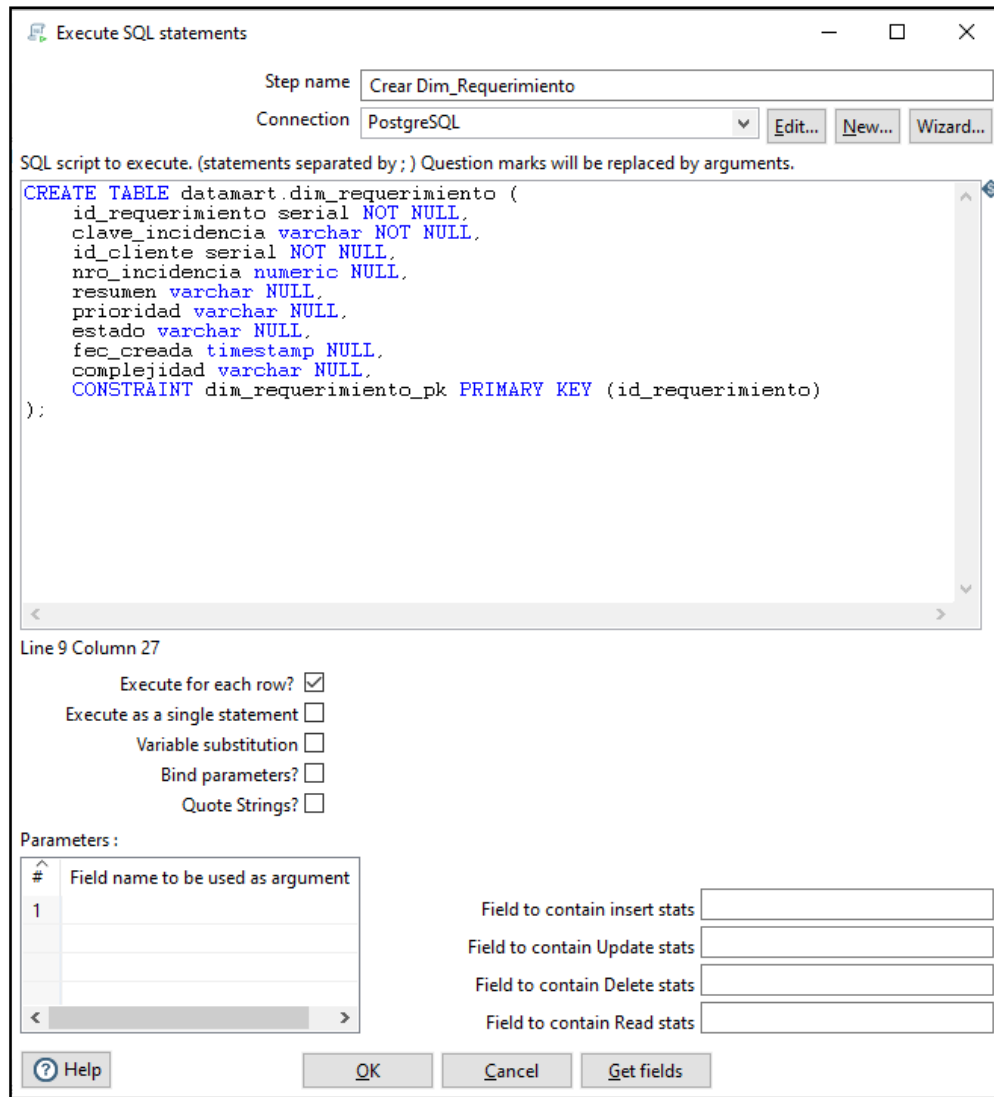 Execute SQL statements
Step name Crear Dim_Requerimiento
Connection PostgreSQL Edit... New... Wizard...
SQL script to execute. (statements separated by ; ) Question marks will be replaced by arguments.
CREATE TABLE datamart.dim_requerimiento (
    id_requerimiento serial NOT NULL,
    clave_incidencia varchar NOT NULL,
    id_cliente serial NOT NULL,
    nro_incidencia numeric NULL,
    resumen varchar NULL,
    prioridad varchar NULL,
    estado varchar NULL,
    fec_creada timestamp NULL,
    complejidad varchar NULL,
    CONSTRAINT dim_requerimiento_pk PRIMARY KEY (id_requerimiento)
);
Line 9 Column 27
Execute for each row?
Execute as a single statement
Variable substitution
Bind parameters?
Quote Strings?
Parameters :
# Field name to be used as argument
1
Field to contain insert stats
Field to contain Update stats
Field to contain Delete stats
Field to contain Read stats
Help OK Cancel Get fields